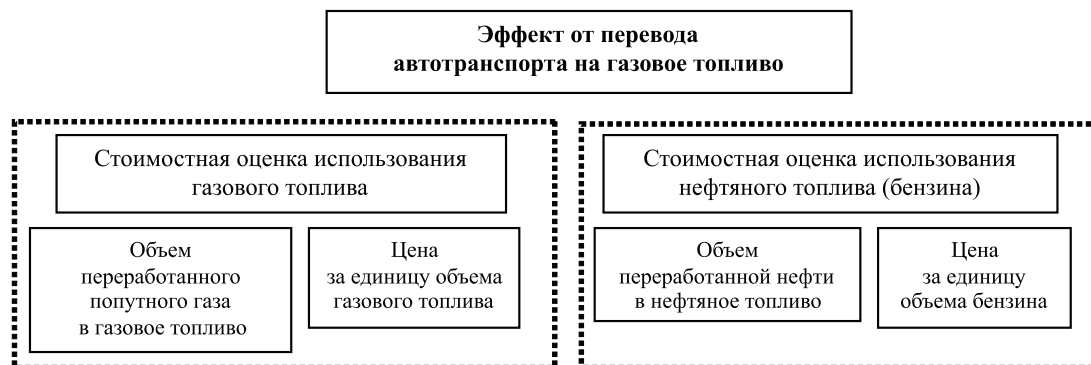 Эффект от перевода
автотранспорта на газовое топливо
Стоимостная оценка использования
газового топлива
Объем
переработанного
попутного газа
в газовое топливо
Цена
за единицу объема
газового топлива
Стоимостная оценка использования
нефтяного топлива (бензина)
Объем
переработанной нефти
в нефтяное топливо
Цена
за единицу
объема бензина